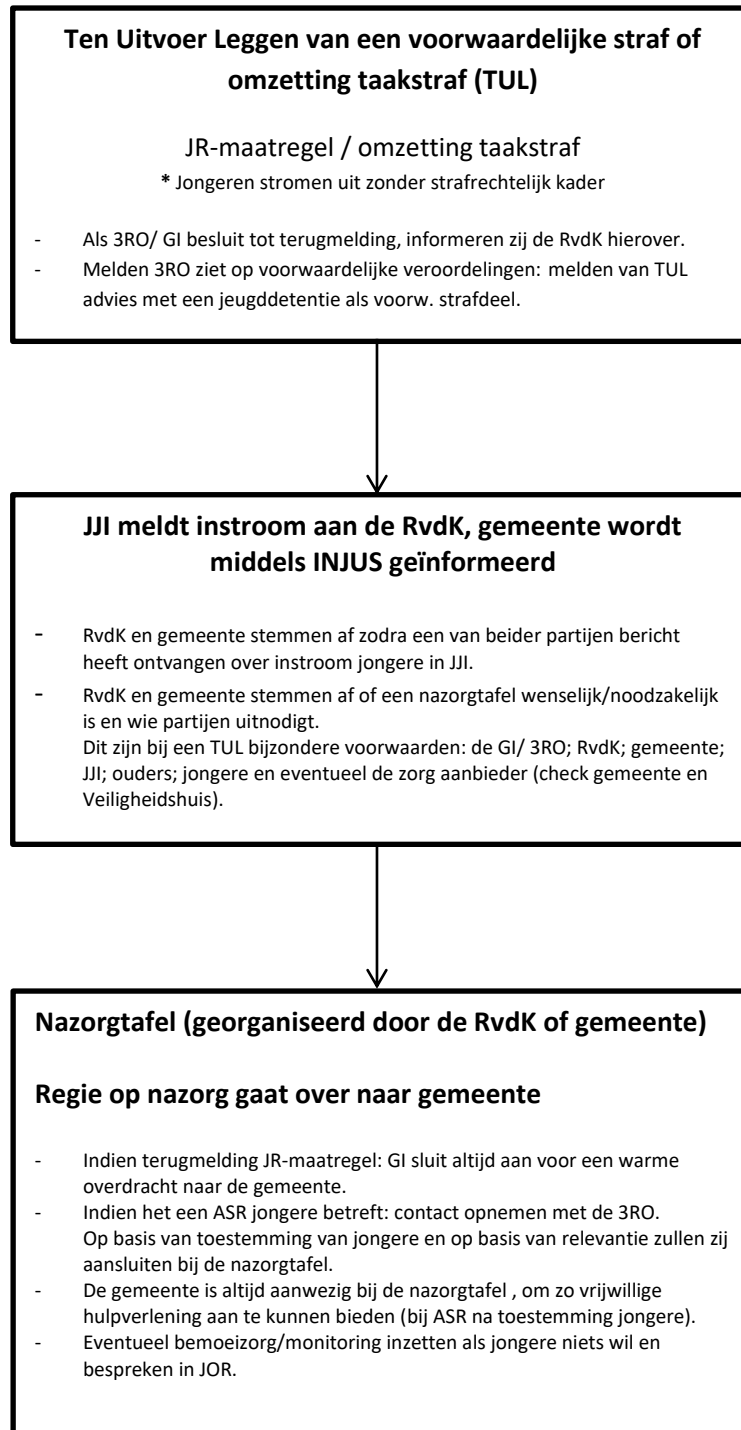 Ten Uitvoer Leggen van een voorwaardelijke straf of
omzetting taakstraf (TUL)
JR-maatregel / omzetting taakstraf
* Jongeren stromen uit zonder strafrechtelijk kader
- Als 3RO/ GI besluit tot terugmelding, informeren zij de RvdK hierover.
- Melden 3RO ziet op voorwaardelijke veroordelingen: melden van TUL
advies met een jeugddetentie als voorw. strafdeel.
JJI meldt instroom aan de RvdK, gemeente wordt
middels INJUS geïnformeerd
- RvdK en gemeente stemmen af zodra een van beider partijen bericht
heeft ontvangen over instroom jongere in JJI.
- RvdK en gemeente stemmen af of een nazorgtafel wenselijk/noodzakelijk
is en wie partijen uitnodigt.
Dit zijn bij een TUL bijzondere voorwaarden: de GI/ 3RO; RvdK; gemeente;
JJI; ouders; jongere en eventueel de zorg aanbieder (check gemeente en
Veiligheidshuis).
Nazorgtafel (georganiseerd door de RvdK of gemeente)
Regie op nazorg gaat over naar gemeente
- Indien terugmelding JR-maatregel: GI sluit altijd aan voor een warme
overdracht naar de gemeente.
- Indien het een ASR jongere betreft: contact opnemen met de 3RO.
Op basis van toestemming van jongere en op basis van relevantie zullen zij
aansluiten bij de nazorgtafel.
- De gemeente is altijd aanwezig bij de nazorgtafel , om zo vrijwillige
hulpverlening aan te kunnen bieden (bij ASR na toestemming jongere).
- Eventueel bemoeizorg/monitoring inzetten als jongere niets wil en
bespreken in JOR.